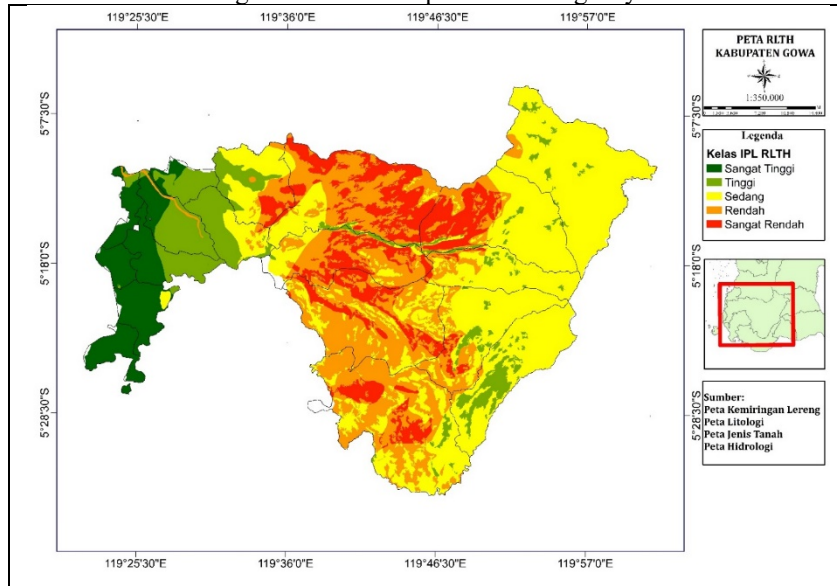 119°25'30"E 119°36'0"E 119°46'30"E 119°57'0"E
5°7'30"S
5°18'0"S
5°28'30"S
5°7'30"S
5°18'0"S
5°28'30"S
119°25'30"E 119°36'0"E 119°46'30"E 119°57'0"E
PETA RLTH
KABUPATEN GOWA
1:350,000
Legenda
Kelas IPL RLTH
Sangat Tinggi
Tinggi
Sedang
Rendah
Sangat Rendah
Sumber:
Peta Kemiringan Lereng
Peta Litologi
Peta Jenis Tanah
Peta Hidrologi